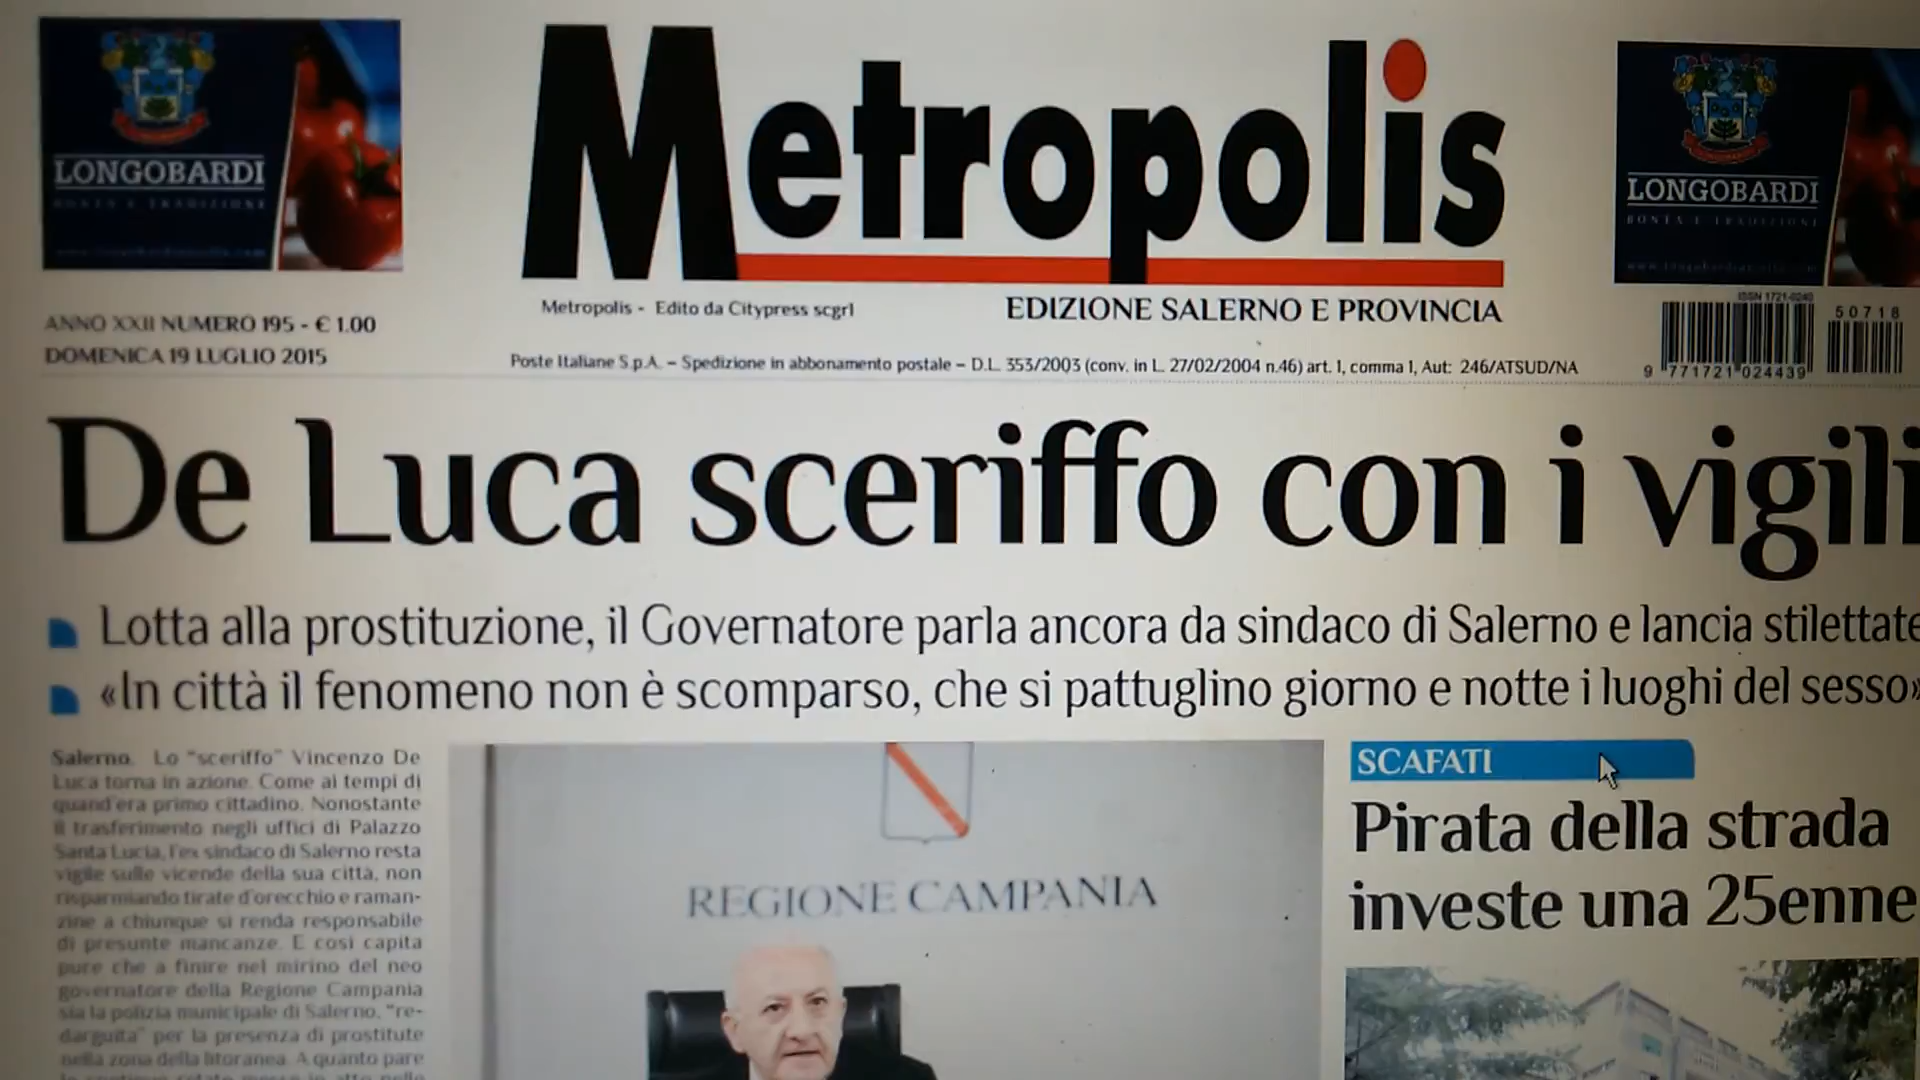 LONGOBARDI
BONTÀ E TRADIZIONE
Metropolis
LONGOBARDI
BONTÀ E TRADIZIONE
ISSN 1721-0240
50718
9 771721 024439
ANNO XXII NUMERO 195 - € 1.00
DOMENICA 19 LUGLIO 2015
Metropolis - Edito da Citypress scgrl
EDIZIONE SALERNO E PROVINCIA
Poste Italiane S.p.A. – Spedizione in abbonamento postale – D.L. 353/2003 (conv. in L. 27/02/2004 n.46) art. 1, comma 1, Aut: 246/ATSUD/NA
De Luca sceriffo con i vigili
Lotta alla prostituzione, il Governatore parla ancora da sindaco di Salerno e lancia stilettate
«In città il fenomeno non è scomparso, che si pattuglino giorno e notte i luoghi del sesso»
Salerno. Lo "sceriffo" Vincenzo De
Luca torna in azione. Come ai tempi di
quand'era primo cittadino. Nonostante
il trasferimento negli uffici di Palazzo
Santa Lucia, l'ex sindaco di Salerno resta
vigile sulle vicende della sua città, non
risparmiando tirate d'orecchio e raman-
zine a chiunque si renda responsabile
di presunte mancanze. E così capita
pure che a finire nel mirino del neo
governatore della Regione Campania
sia la polizia municipale di Salerno, "re-
darguita" per la presenza di prostitute
nella zona della litoranea. A quanto pare
REGIONE CAMPANIA
SCAFATI
Pirata della strada
investe una 25enne